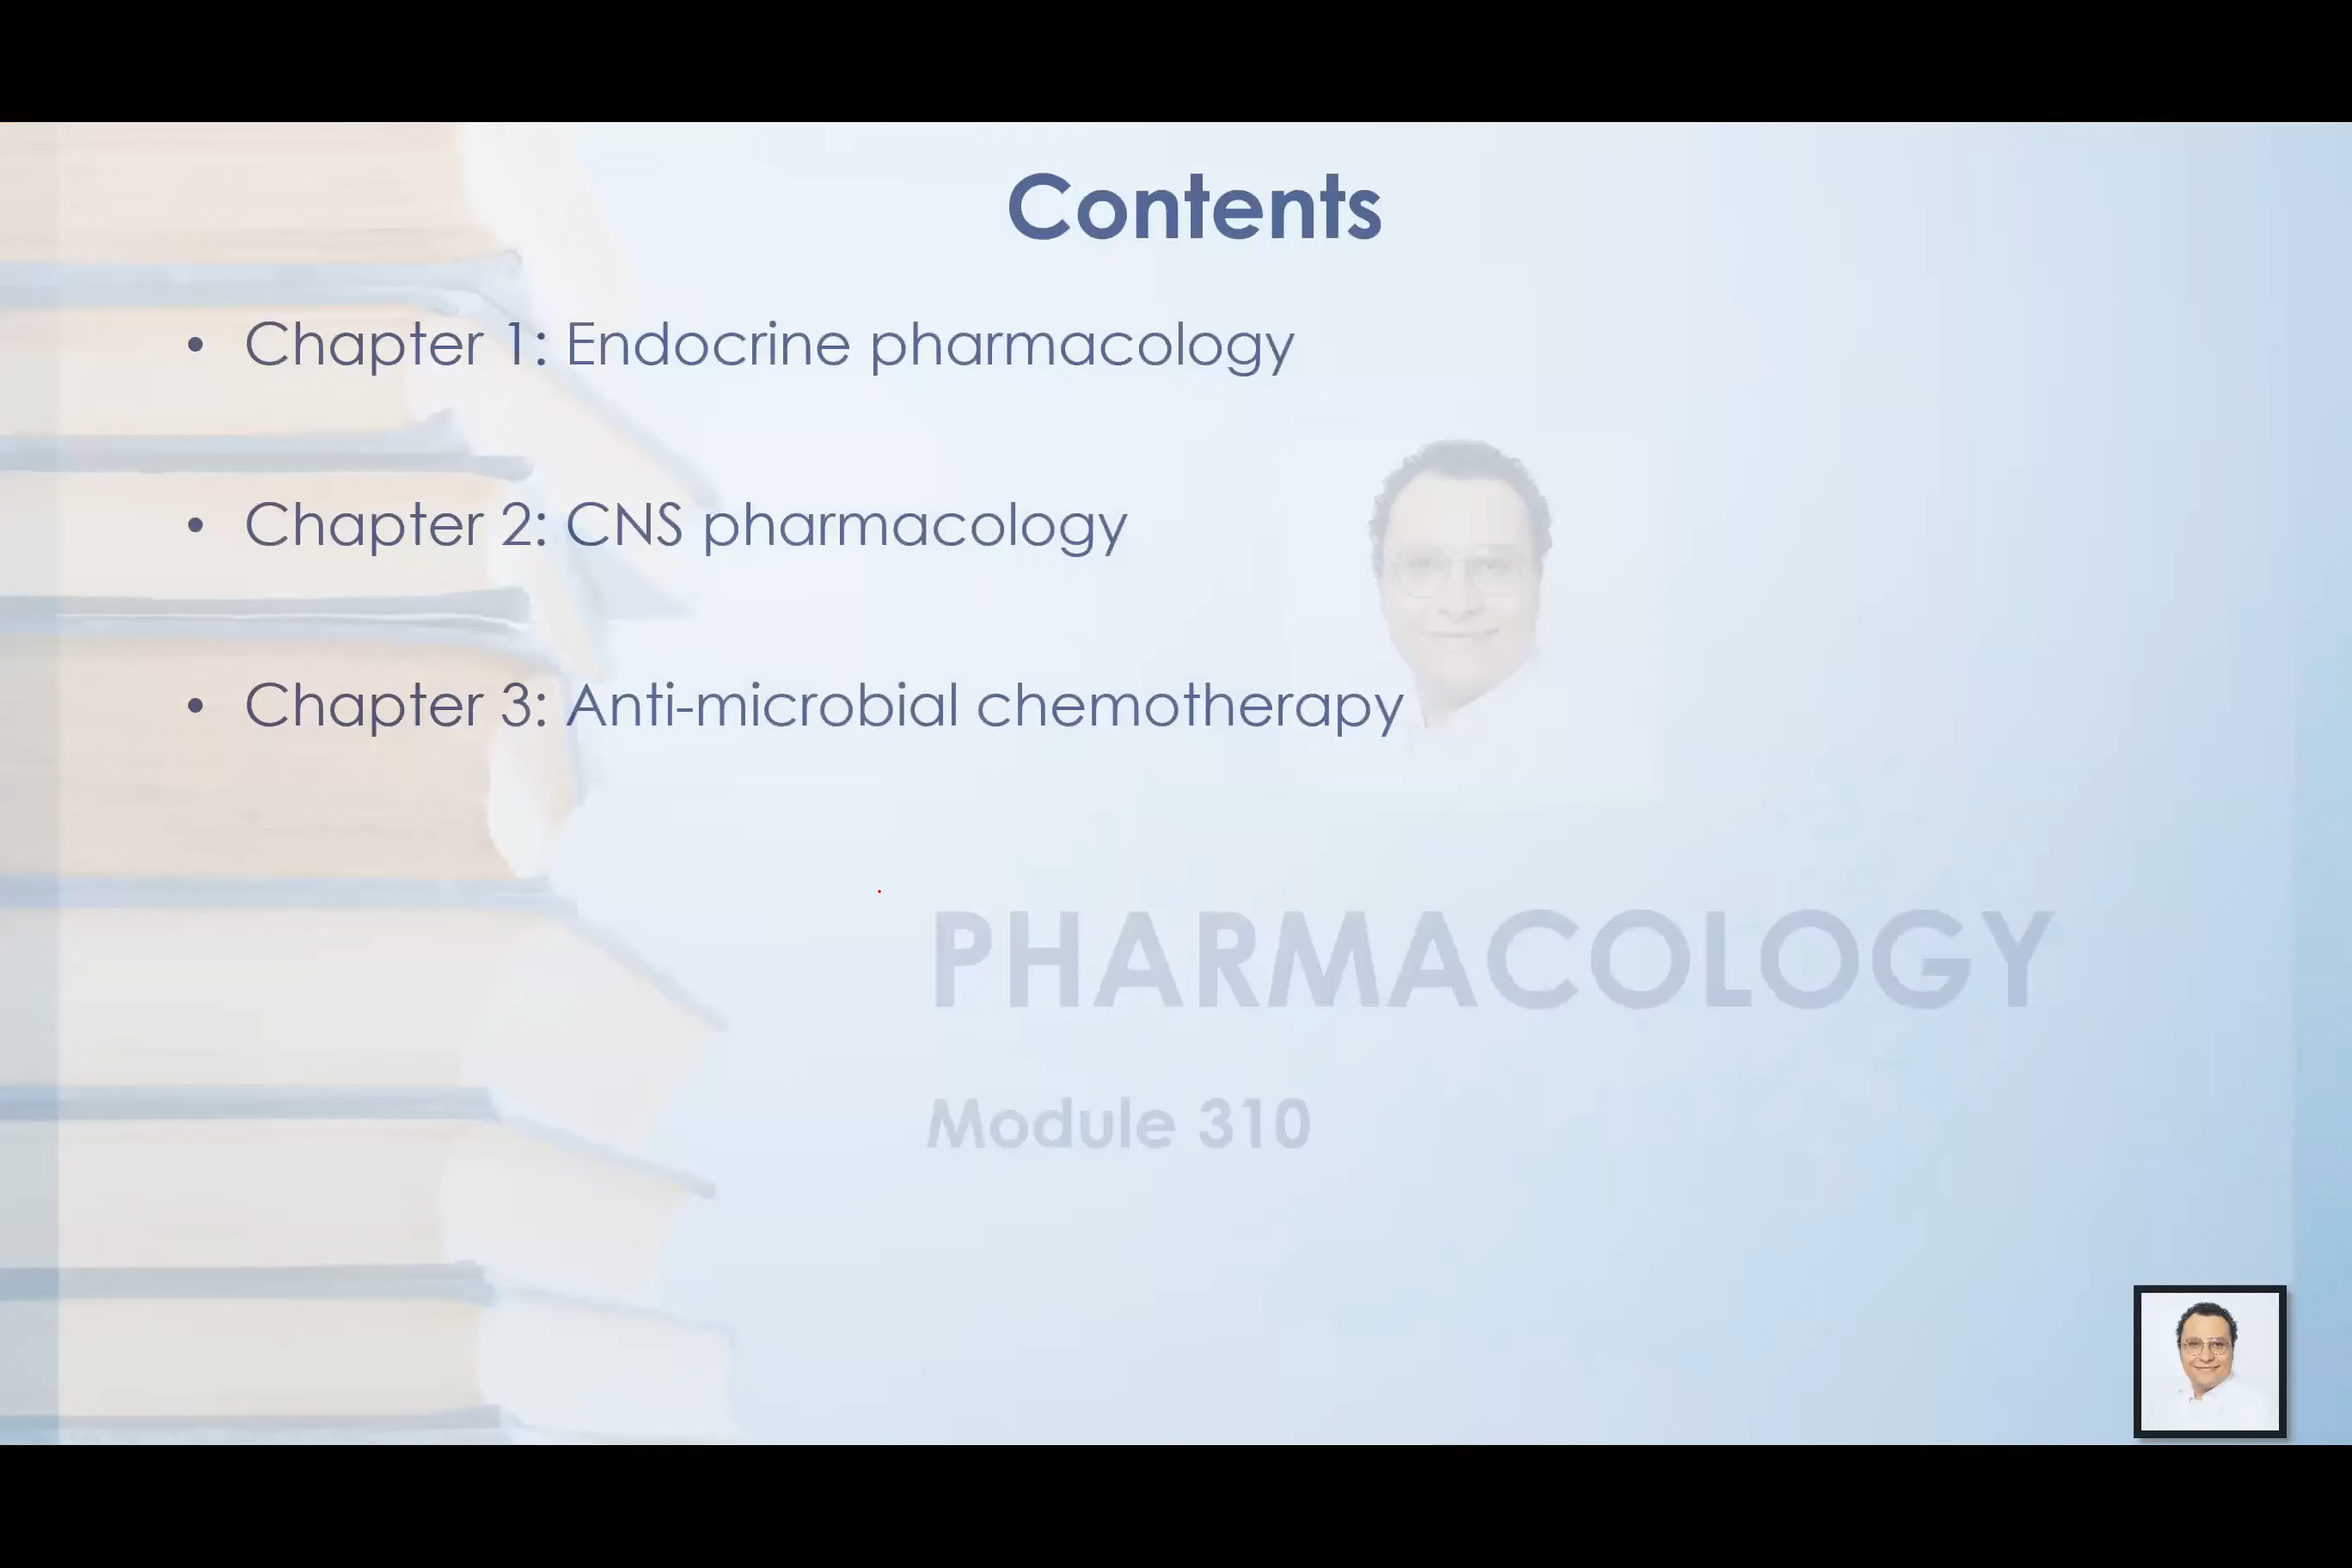 Contents
• Chapter 1: Endocrine pharmacology
• Chapter 2: CNS pharmacology
• Chapter 3: Anti-microbial chemotherapy
PHARMACOLOGY
Module 310